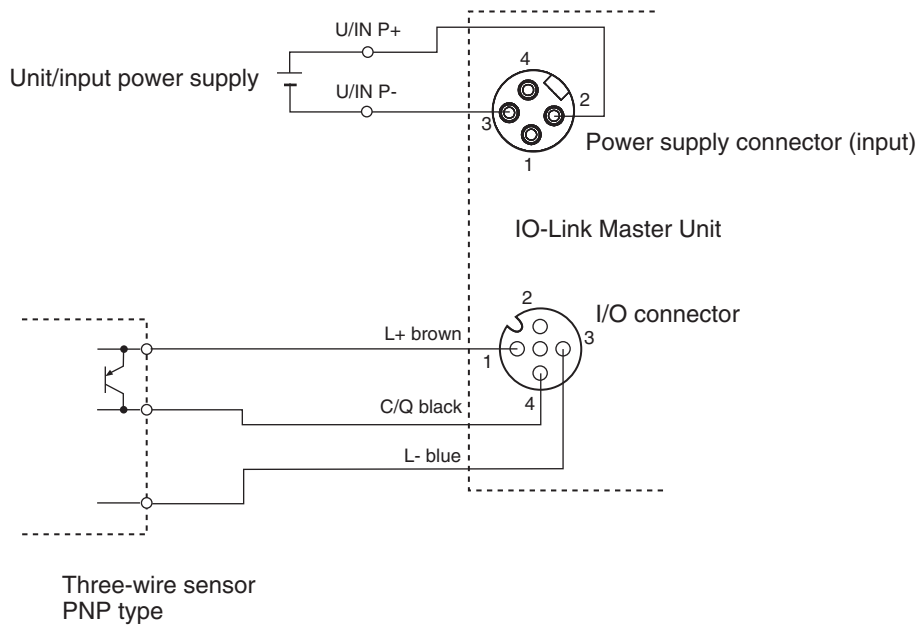 U/IN P+
Unit/input power supply
U/IN P-
4
2
3
1
Power supply connector (input)
IO-Link Master Unit
2
I/O connector
L+ brown
1
3
C/Q black
4
L- blue
Three-wire sensor
PNP type